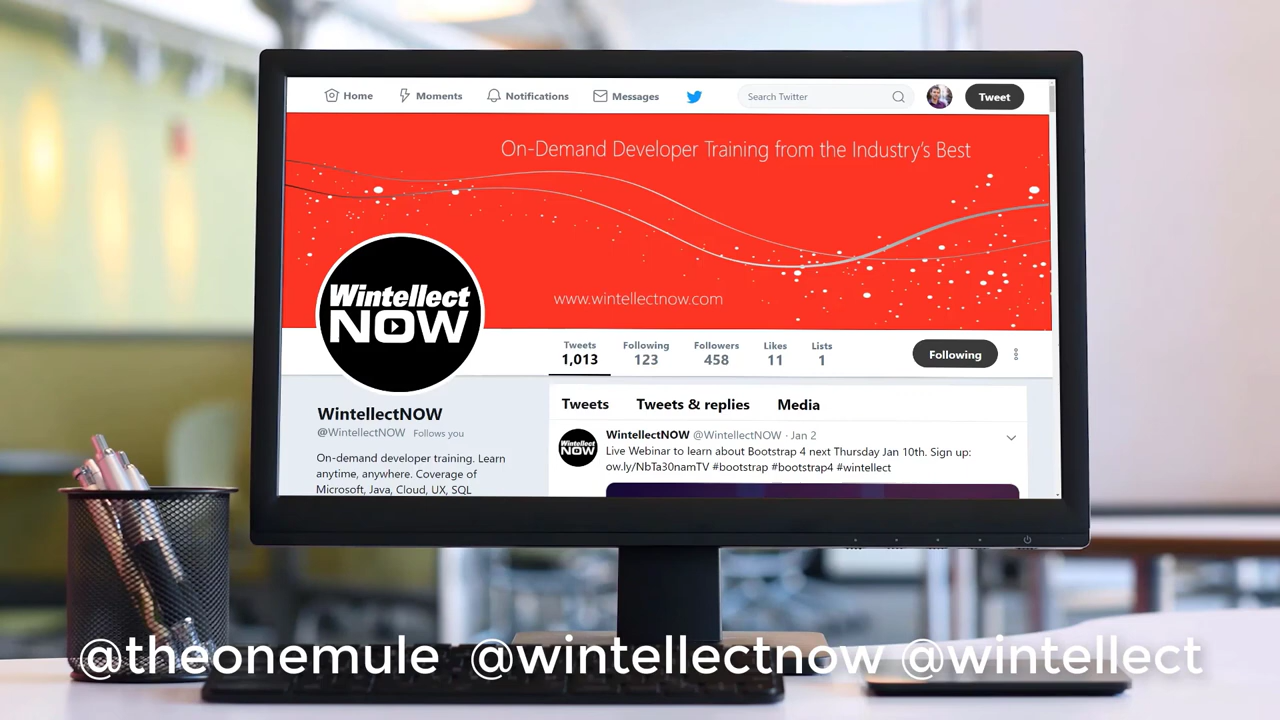 Home Moments Notifications Messages Search Twitter Tweet
On-Demand Developer Training from the Industry's Best
www.wintellectnow.com
Wintellect
NOW
Tweets Following Followers Likes Lists
1,013 123 458 11 1
Following
WintellectNOW
@WintellectNOW Follows you
On-demand developer training. Learn
anytime, anywhere. Coverage of
Microsoft, Java, Cloud, UX, SQL
Tweets Tweets & replies Media
Wintellect
NOW
WintellectNOW @WintellectNOW · Jan 2
Live Webinar to learn about Bootstrap 4 next Thursday Jan 10th. Sign up:
ow.ly/NbTa30namTV #bootstrap #bootstrap4 #wintellect
@theonemule @wintellectnow @wintellect